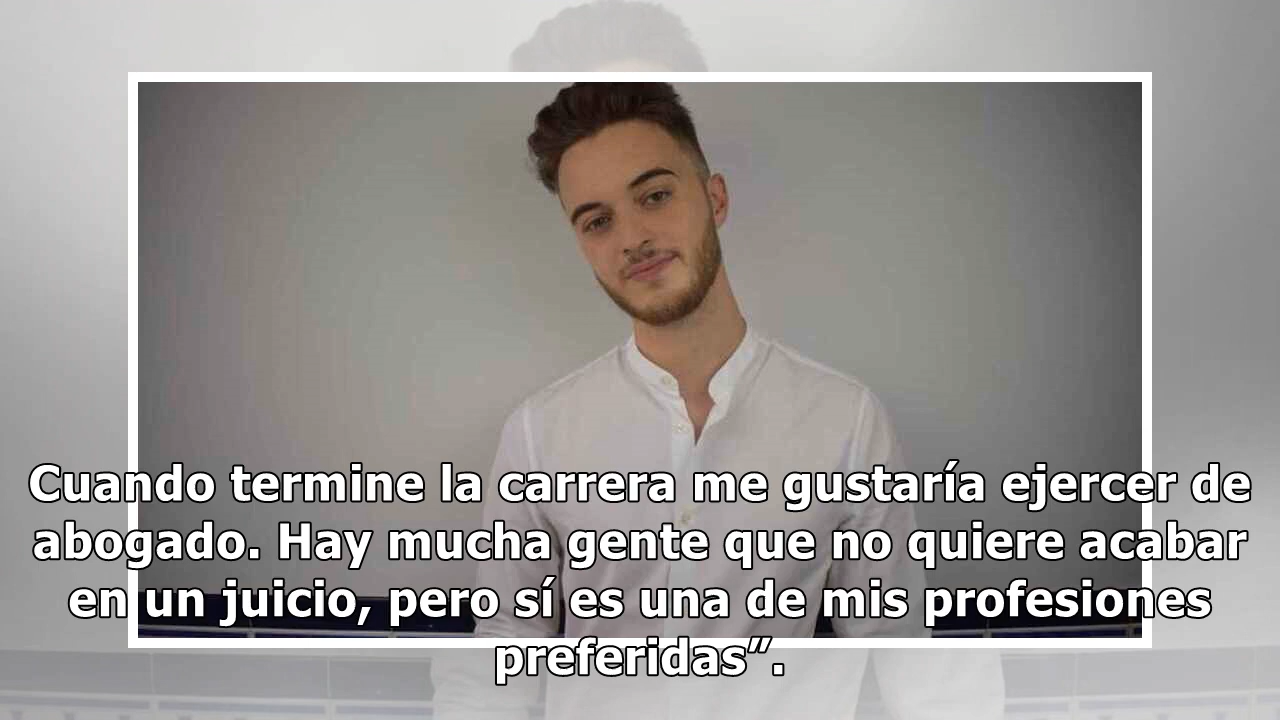 Cuando termine la carrera me gustaría ejercer de
abogado. Hay mucha gente que no quiere acabar
en un juicio, pero sí es una de mis profesiones
preferidas”.